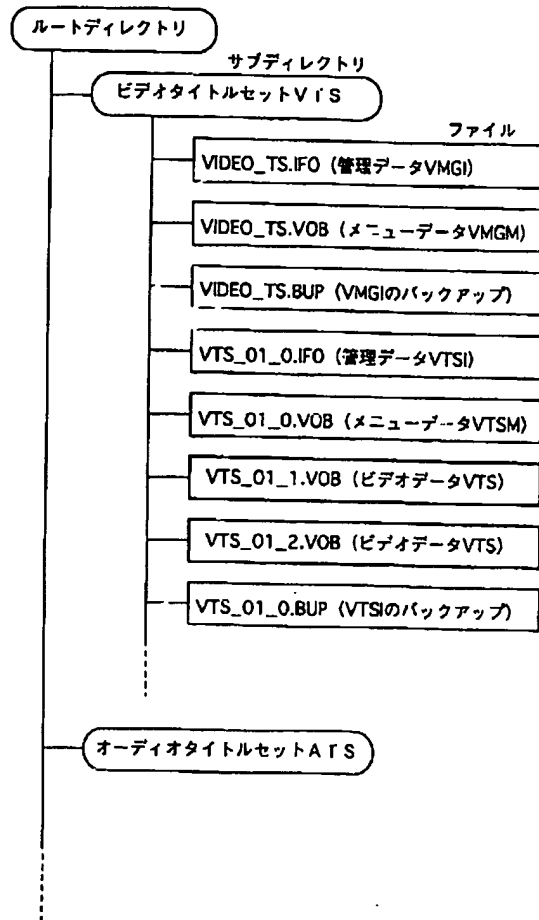 ルートディレクトリ
サブディレクトリ
ビデオタイトルセットVTS
ファイル
VIDEO_TS.IFO (管理データVMGI)
VIDEO_TS.VOB (メニューデータVMGM)
VIDEO_TS.BUP (VMGIのバックアップ)
VTS_01_0.IFO (管理データVTSI)
VTS_01_0.VOB (メニューデータVTSM)
VTS_01_1.VOB (ビデオデータVTS)
VTS_01_2.VOB (ビデオデータVTS)
VTS_01_0.BUP (VTSIのバックアップ)
オーディオタイトルセットATS